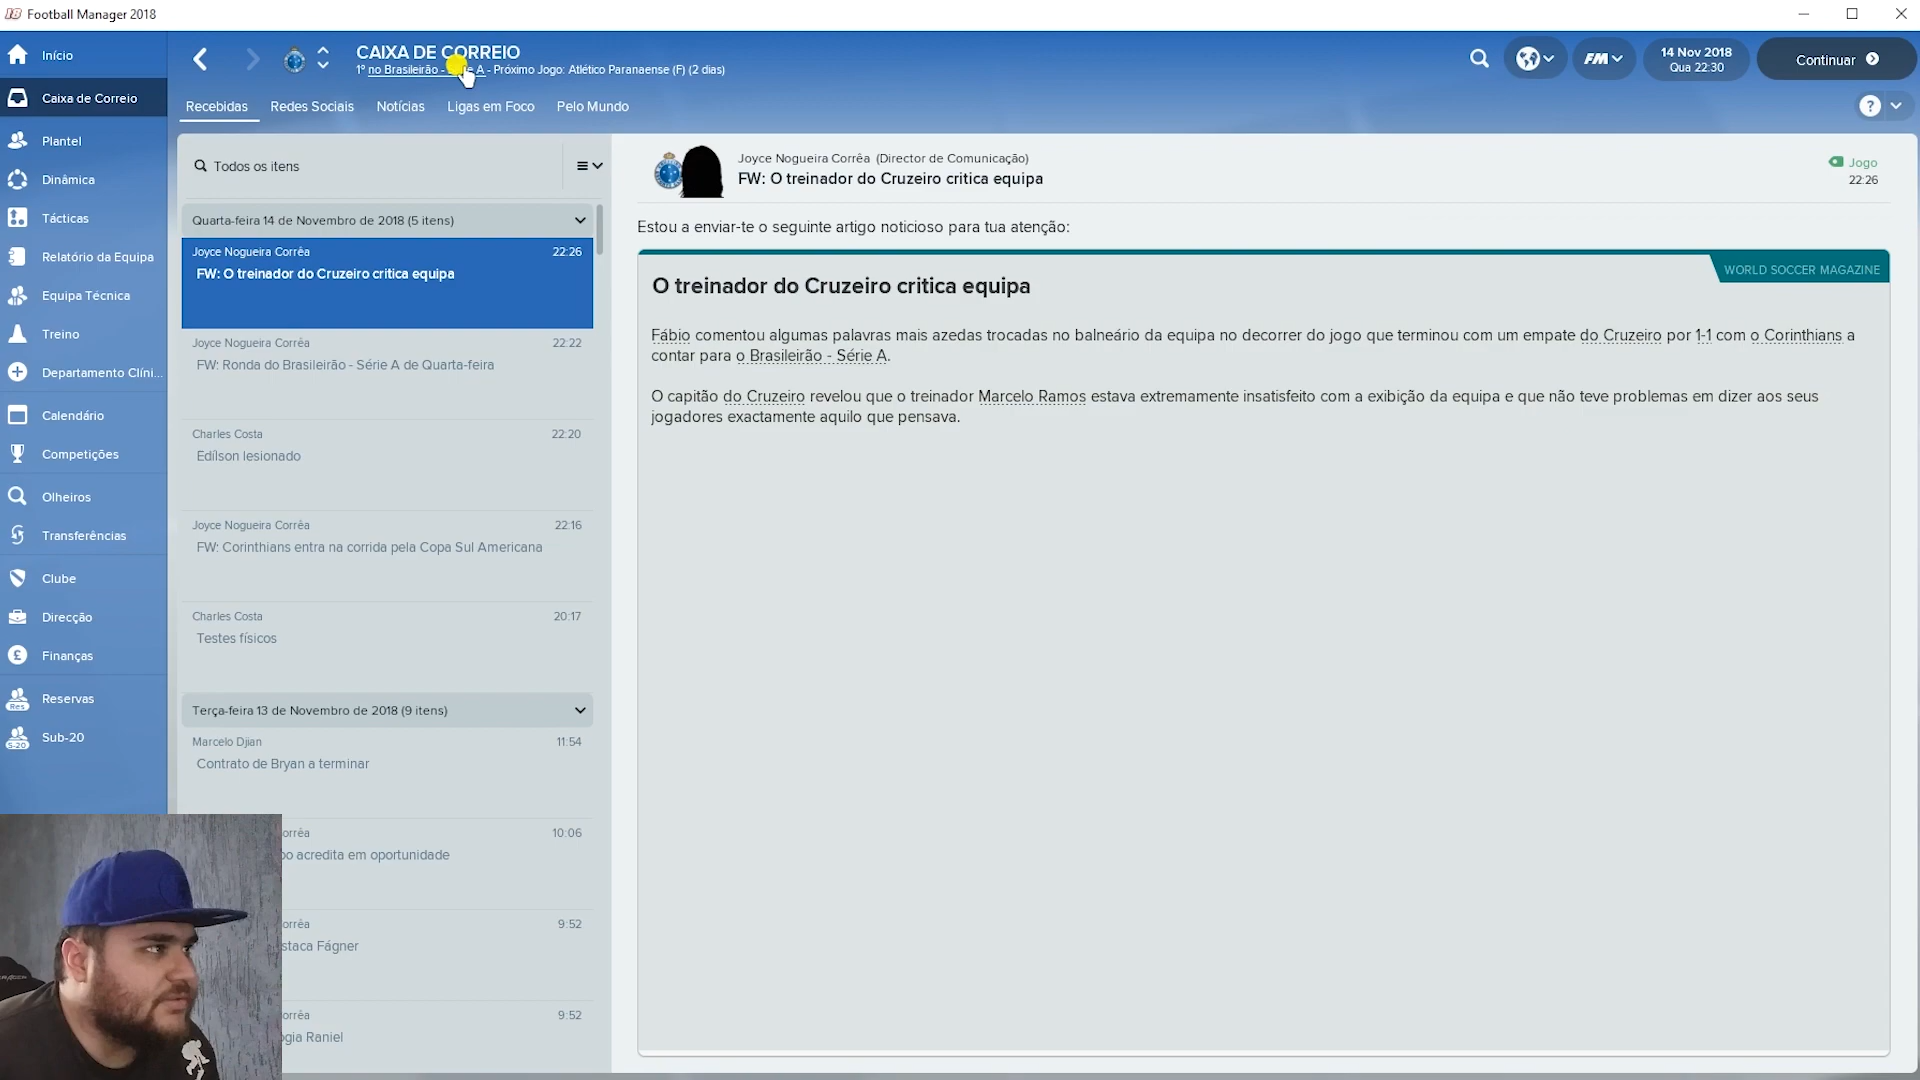 Football Manager 2018
Início
Caixa de Correio
Plantel
Dinâmica
Tácticas
Relatório da Equipa
Equipa Técnica
Treino
Departamento Clíni...
Calendário
Competições
Olheiros
Transferências
Clube
Direcção
Finanças
Reservas
Sub-20
CAIXA DE CORREIO
1º no Brasileirão - Série A - Próximo Jogo: Atlético Paranaense (F) (2 dias)
FM
14 Nov 2018
Qua 22:30
Continuar
Recebidas Redes Sociais Notícias Ligas em Foco Pelo Mundo
Todos os itens
Quarta-feira 14 de Novembro de 2018 (5 itens)
Joyce Nogueira Corrêa 22:26
FW: O treinador do Cruzeiro critica equipa
Joyce Nogueira Corrêa 22:22
FW: Ronda do Brasileirão - Série A de Quarta-feira
Charles Costa 22:20
Edílson lesionado
Joyce Nogueira Corrêa 22:16
FW: Corinthians entra na corrida pela Copa Sul Americana
Charles Costa 20:17
Testes físicos
Terça-feira 13 de Novembro de 2018 (9 itens)
Marcelo Djian 11:54
Contrato de Bryan a terminar
orrêa 10:06
po acredita em oportunidade
orrêa 9:52
staca Fágner
orrêa 9:52
ogia Raniel
Joyce Nogueira Corrêa (Director de Comunicação)
FW: O treinador do Cruzeiro critica equipa
Jogo
22:26
Estou a enviar-te o seguinte artigo noticioso para tua atenção:
WORLD SOCCER MAGAZINE
O treinador do Cruzeiro critica equipa
Fábio comentou algumas palavras mais azedas trocadas no balneário da equipa no decorrer do jogo que terminou com um empate do Cruzeiro por 1-1 com o Corinthians a
contar para o Brasileirão - Série A.
O capitão do Cruzeiro revelou que o treinador Marcelo Ramos estava extremamente insatisfeito com a exibição da equipa e que não teve problemas em dizer aos seus
jogadores exactamente aquilo que pensava.